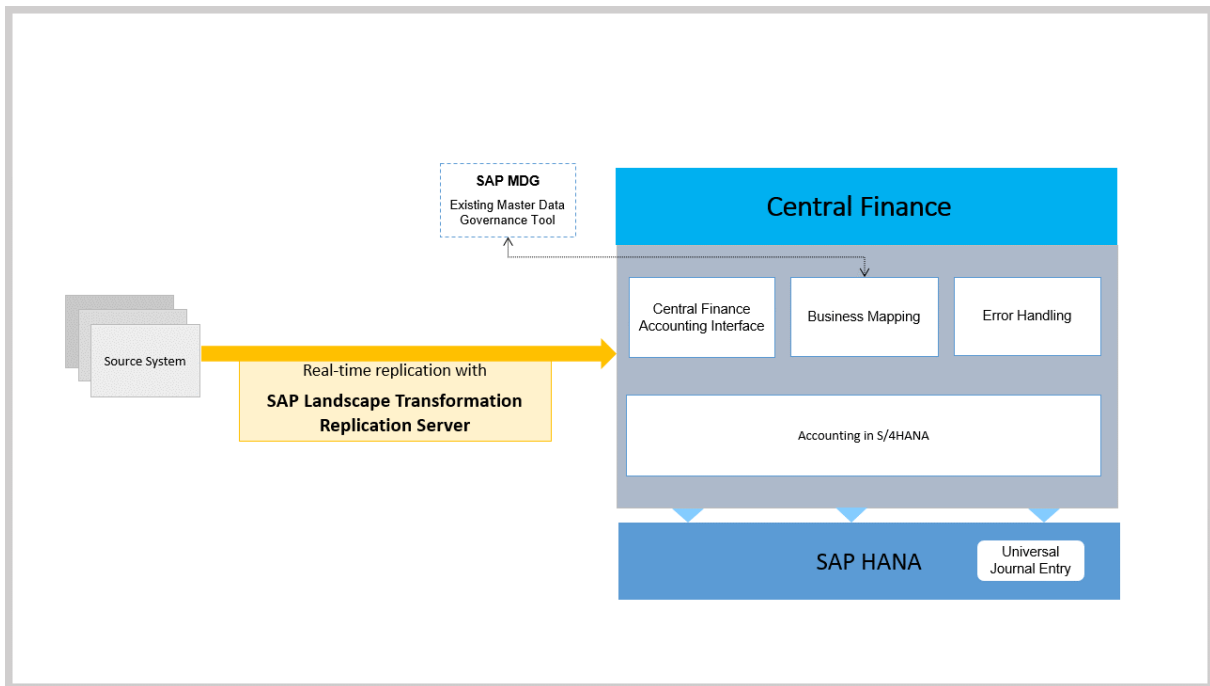 SAP MDG
Existing Master Data
Governance Tool
Central Finance
Central Finance
Accounting Interface
Business Mapping
Error Handling
Source System
Real-time replication with
SAP Landscape Transformation
Replication Server
Accounting in S/4HANA
SAP HANA
Universal
Journal Entry